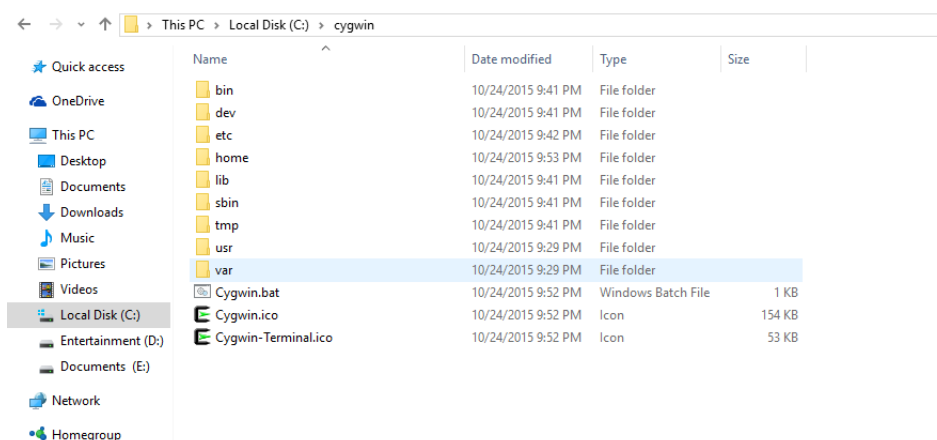 This PC > Local Disk (C:) > cygwin
Name Date modified Type Size
Quick access
OneDrive
This PC
Desktop
Documents
Downloads
Music
Pictures
Videos
Local Disk (C:)
Entertainment (D:)
Documents (E:)
Network
Homegroup
bin 10/24/2015 9:41 PM File folder
dev 10/24/2015 9:41 PM File folder
etc 10/24/2015 9:42 PM File folder
home 10/24/2015 9:53 PM File folder
lib 10/24/2015 9:41 PM File folder
sbin 10/24/2015 9:41 PM File folder
tmp 10/24/2015 9:41 PM File folder
usr 10/24/2015 9:29 PM File folder
var 10/24/2015 9:29 PM File folder
Cygwin.bat 10/24/2015 9:52 PM Windows Batch File 1 KB
Cygwin.ico 10/24/2015 9:52 PM Icon 154 KB
Cygwin-Terminal.ico 10/24/2015 9:52 PM Icon 53 KB